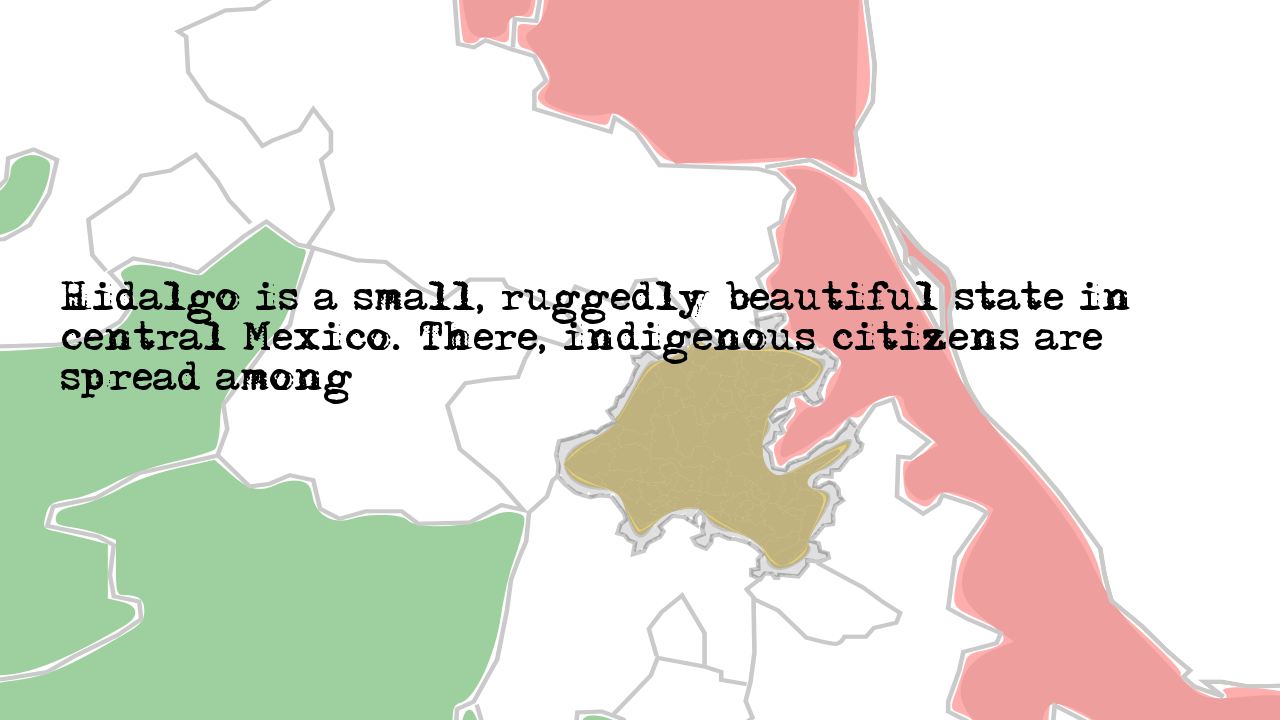 Hidalgo is a small, ruggedly beautiful state in
central Mexico. There, indigenous citizens are
spread among